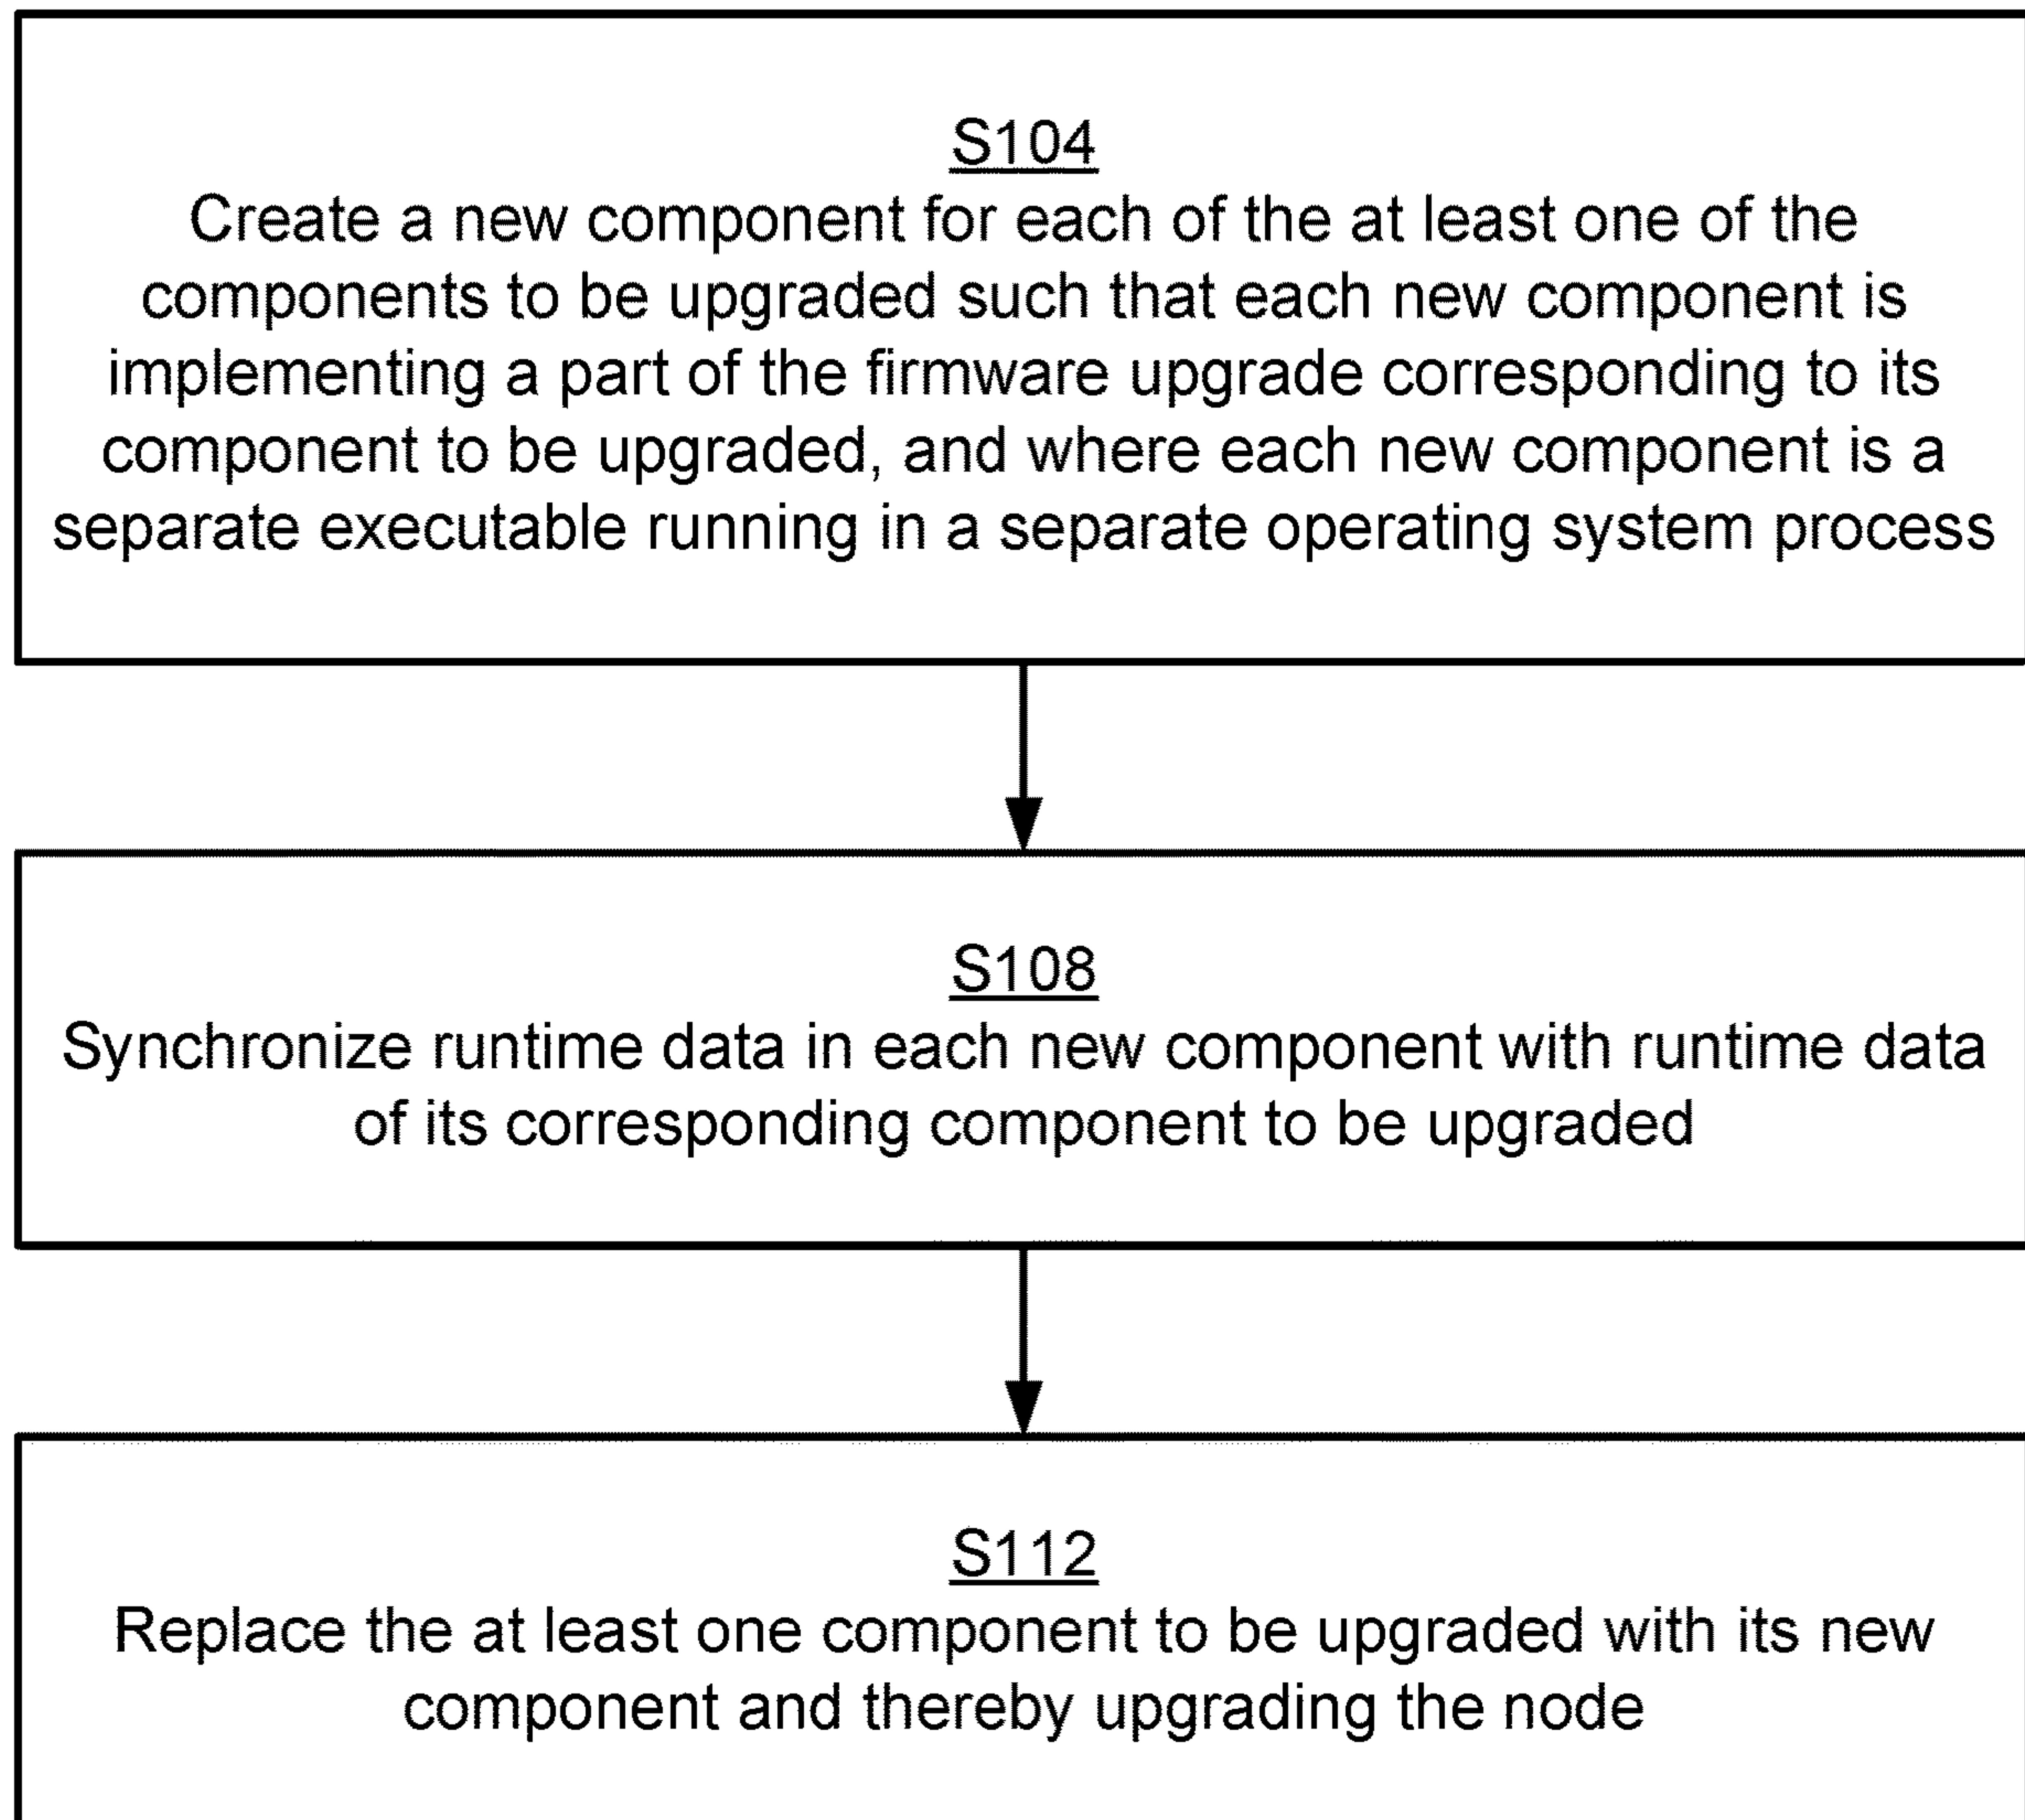 S104
Create a new component for each of the at least one of the
components to be upgraded such that each new component is
implementing a part of the firmware upgrade corresponding to its
component to be upgraded, and where each new component is a
separate executable running in a separate operating system process
S108
Synchronize runtime data in each new component with runtime data
of its corresponding component to be upgraded
S112
Replace the at least one component to be upgraded with its new
component and thereby upgrading the node